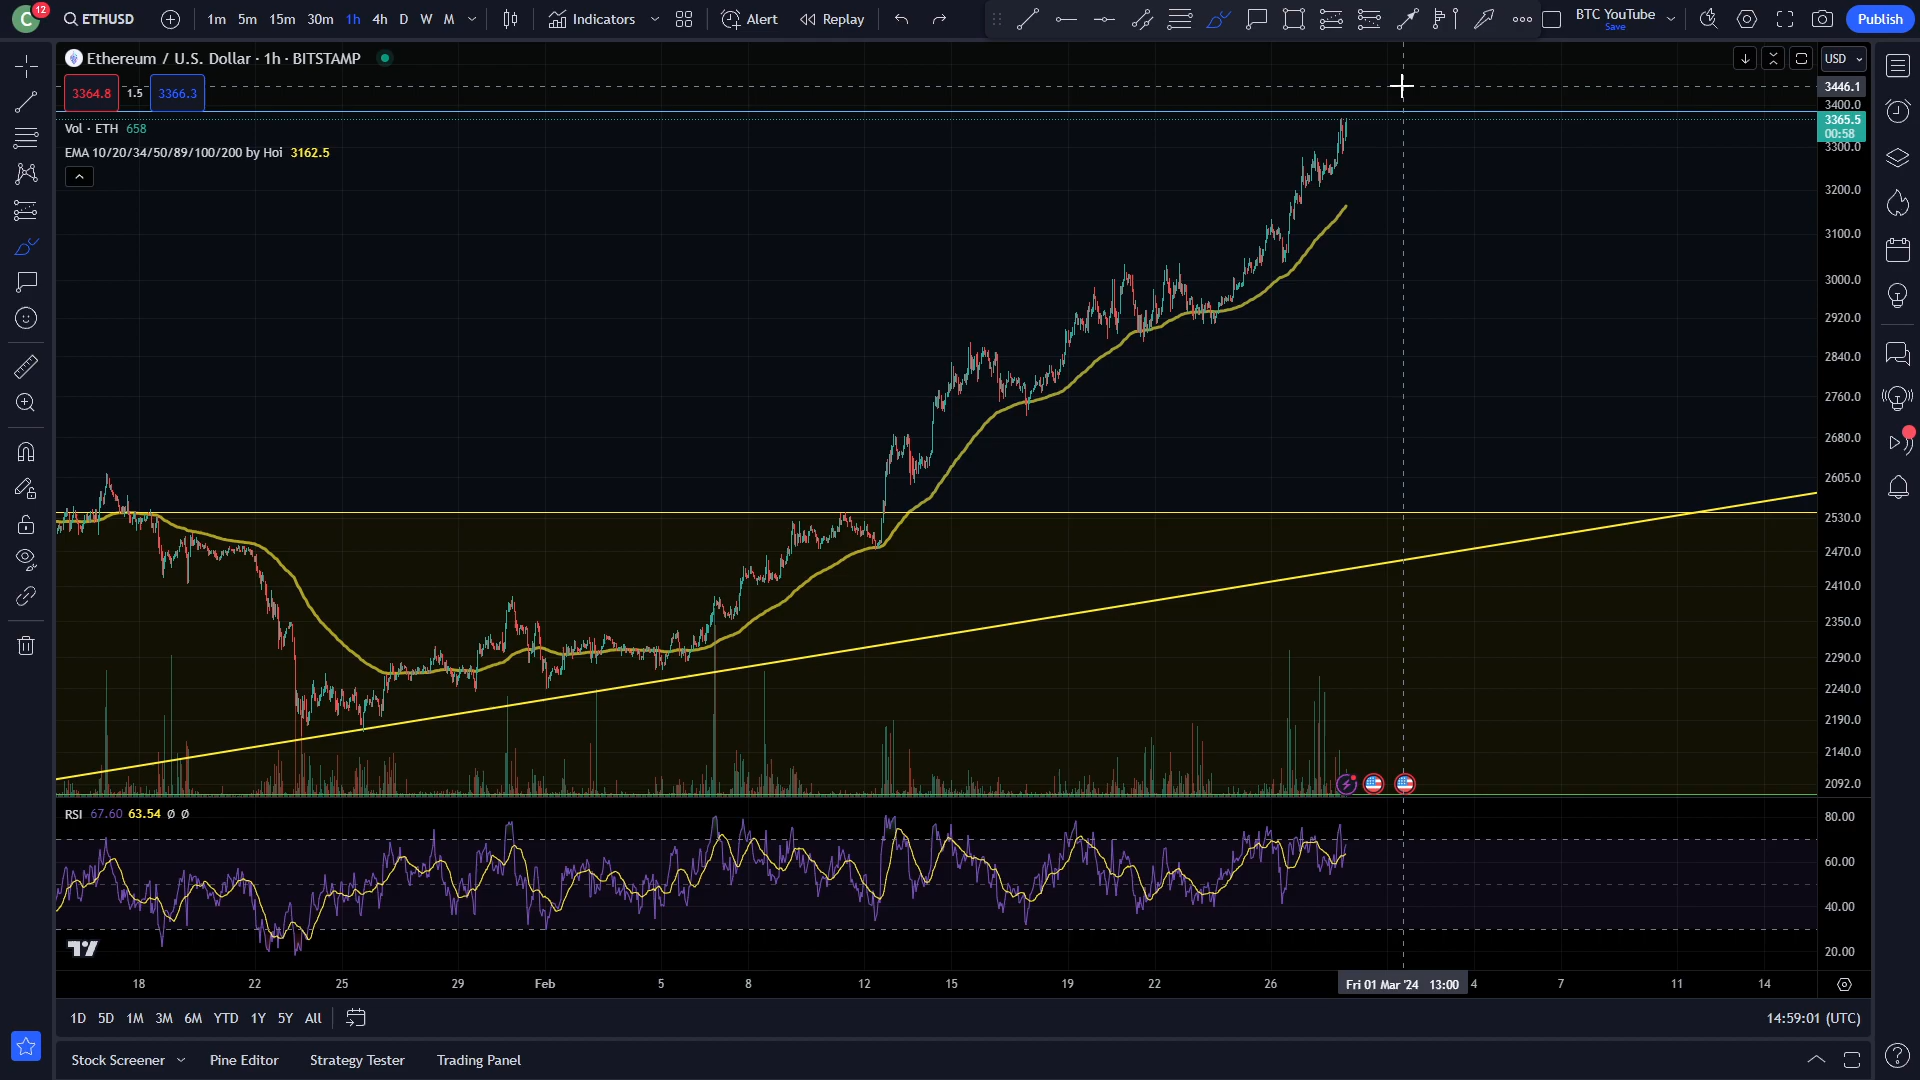 C 12 ETHUSD 1m 5m 15m 30m 1h 4h D W M Indicators Alert Replay BTC YouTube Save Publish
Ethereum / U.S. Dollar · 1h · BITSTAMP USD
3364.8 1.5 3366.3
Vol · ETH 658
EMA 10/20/34/50/89/100/200 by Hoi 3162.5
3446.1
3400.0
3365.5
00:58
3300.0
3200.0
3100.0
3000.0
2920.0
2840.0
2760.0
2680.0
2605.0
2530.0
2470.0
2410.0
2350.0
2290.0
2240.0
2190.0
2140.0
2092.0
RSI 67.60 63.54 Ø Ø
80.00
60.00
40.00
20.00
18 22 25 29 Feb 5 8 12 15 19 22 26 Fri 01 Mar '24 13:00 4 7 11 14
1D 5D 1M 3M 6M YTD 1Y 5Y All 14:59:01 (UTC)
Stock Screener Pine Editor Strategy Tester Trading Panel